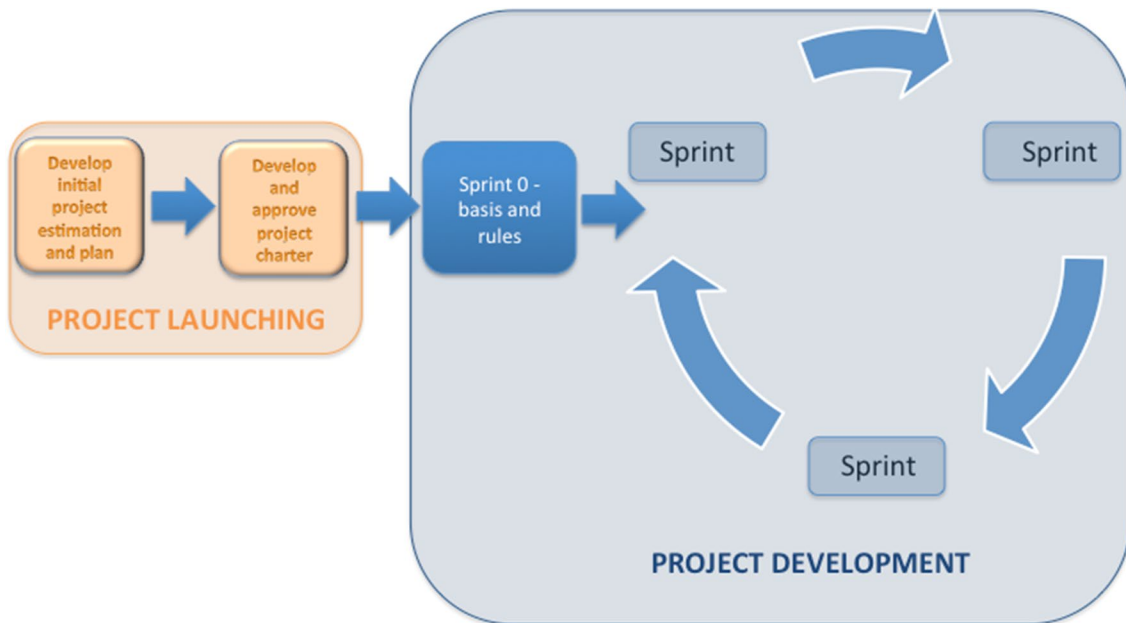 Develop
initial
project
estimation
and plan
Develop
and
approve
project
charter
PROJECT LAUNCHING
Sprint 0 -
basis and
rules
Sprint
Sprint
Sprint
PROJECT DEVELOPMENT